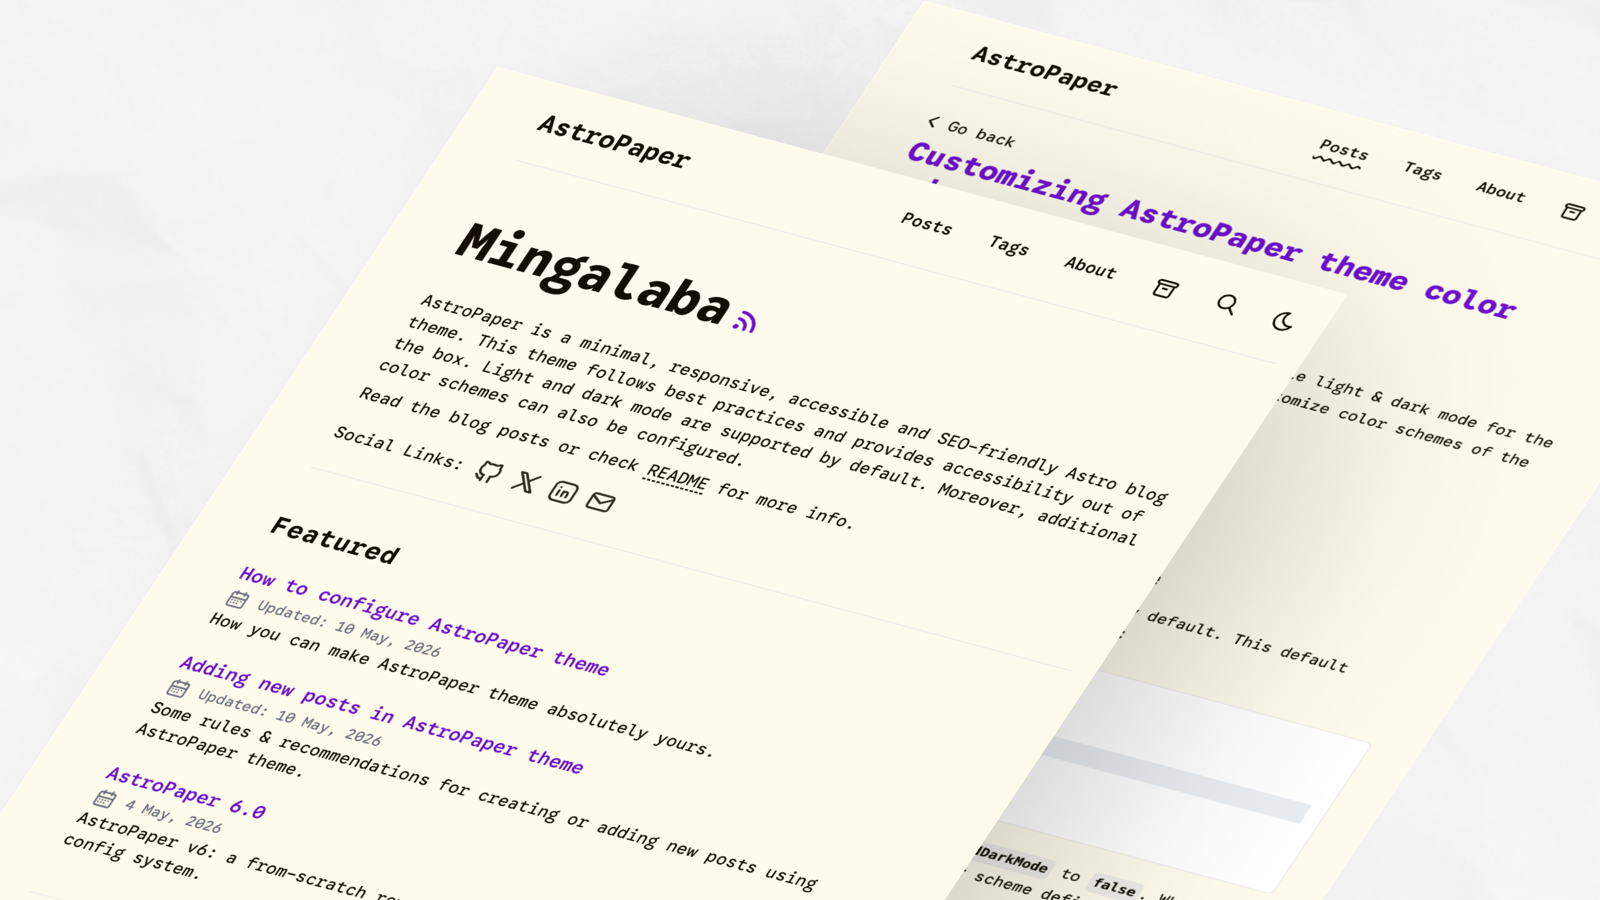 AstroPaper
Posts
Tags
About
Mingalaba
AstroPaper is a minimal, responsive, accessible and SEO-friendly Astro blog
theme. This theme follows best practices and provides accessibility out of
the box. Light and dark mode are supported by default. Moreover, additional
color schemes can also be configured.
Read the blog posts or check README for more info.
Social Links:
Featured
How to configure AstroPaper theme
Updated: 10 May, 2026
How you can make AstroPaper theme absolutely yours.
Adding new posts in AstroPaper theme
Updated: 10 May, 2026
Some rules & recommendations for creating or adding new posts using
AstroPaper theme.
AstroPaper 6.0
4 May, 2026
AstroPaper v6: a from-scratch
config system.
AstroPaper
Posts
Tags
About
Go back
Customizing AstroPaper theme color
light & dark mode for the
color schemes of the
default. This default
DarkMode to false.
scheme